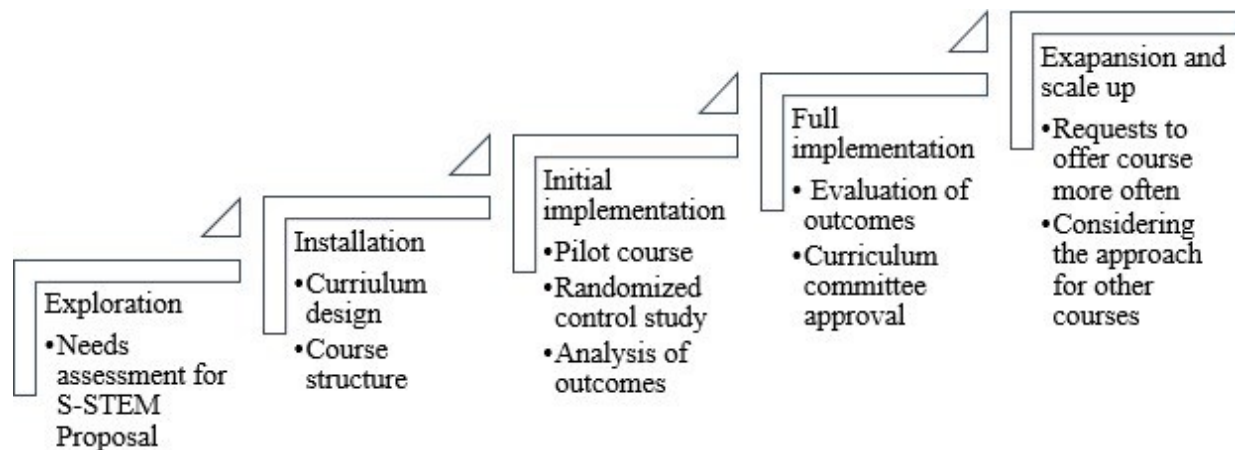 Exploration
•Needs
assessment for
S-STEM
Proposal
Installation
•Curriulum
design
•Course
structure
Initial
implementation
•Pilot course
•Randomized
control study
•Analysis of
outcomes
Full
implementation
• Evaluation of
outcomes
•Curriculum
committee
approval
Exapansion and
scale up
•Requests to
offer course
more often
•Considering
the approach
for other
courses